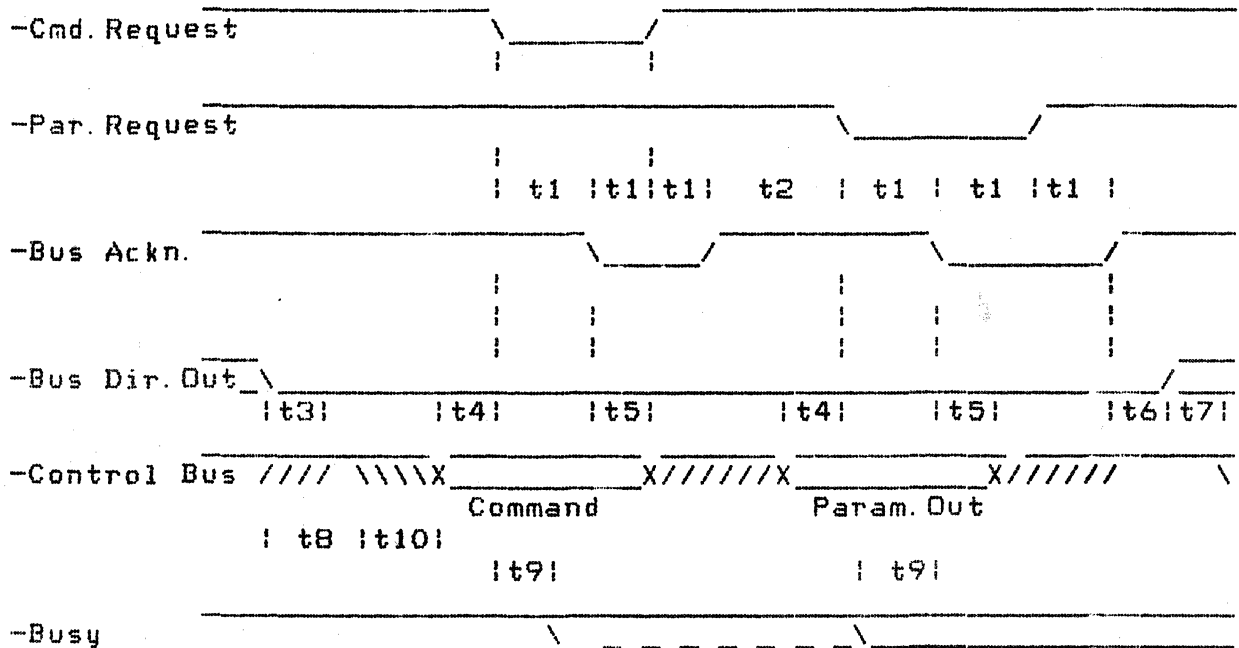 -Cmd. Request
-Par. Request
t1 t1 t1 t2 t1 t1 t1
-Bus Ackn.
-Bus Dir. Out
t3 t4 t5 t4 t5 t6 t7
-Control Bus //// \\\\X X//////X X//////  \
Command Param. Out
t8 t10
t9 t9
-Busy